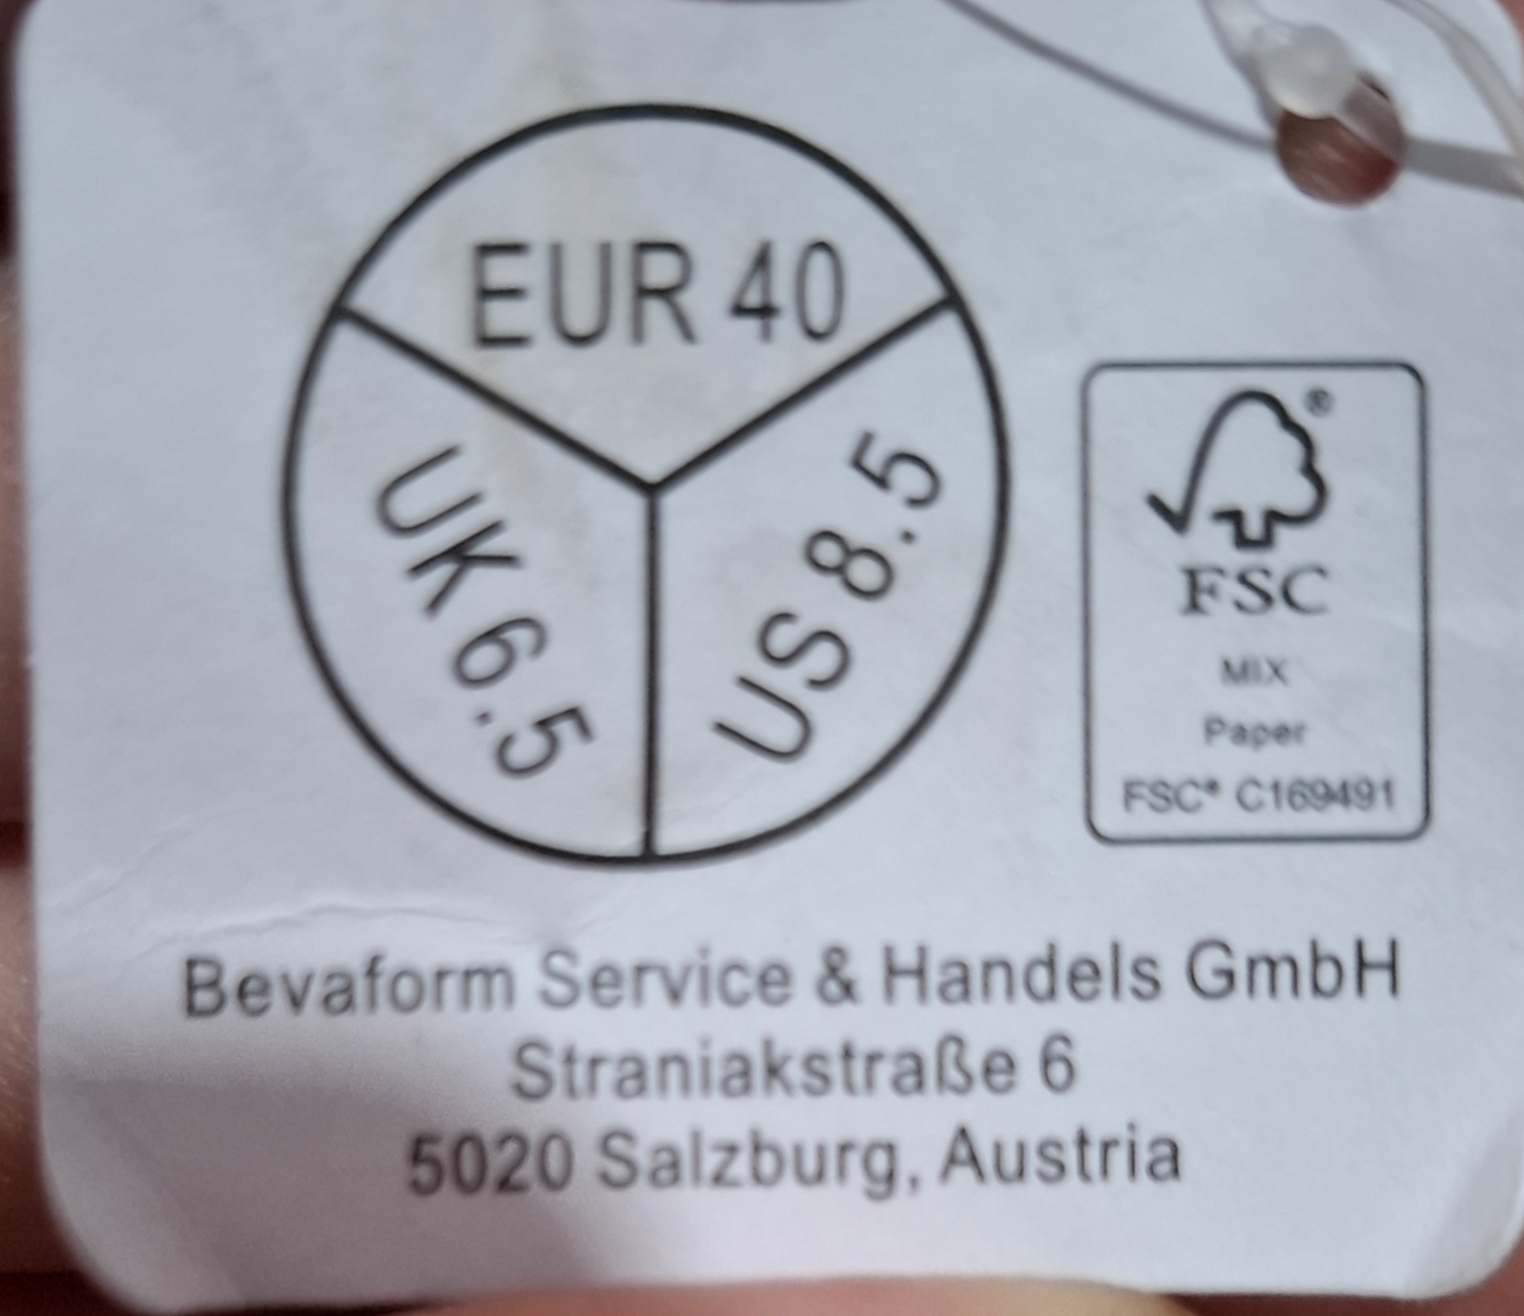 EUR 40
UK 6.5
US 8.5
®
FSC
MIX
Paper
FSC® C169491
Bevaform Service & Handels GmbH
Straniakstraße 6
5020 Salzburg, Austria